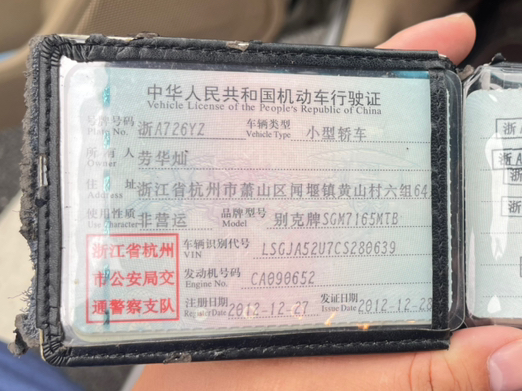 中华人民共和国机动车行驶证
Vehicle License of the People's Republic of China
号牌号码 浙A726YZ 车辆类型 小型轿车
Plate No. Vehicle Type
所有人 劳华灿
Owner
住址 浙江省杭州市萧山区河堰镇黄山村六组64
Address
使用性质 非营运 品牌型号 别克牌SGM7165MTB
Use Character Model
浙江省杭州
市公安局交
通警察支队
车辆识别代号 LSGJA52U7CS280639
VIN
发动机号码 CA090652
Engine No.
注册日期 2012-12-27 发证日期 2012-12-28
Register Date Issue Date
浙A